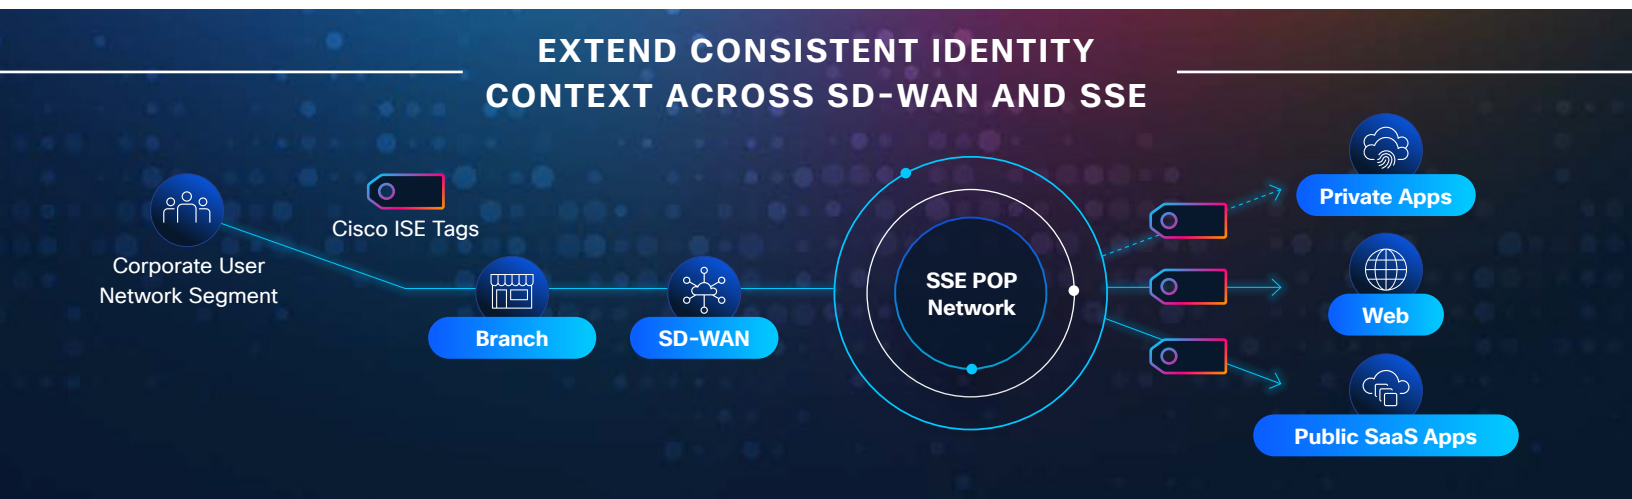 EXTEND CONSISTENT IDENTITY
CONTEXT ACROSS SD-WAN AND SSE
Corporate User
Network Segment
Cisco ISE Tags
Branch
SD-WAN
SSE POP
Network
Private Apps
Web
Public SaaS Apps